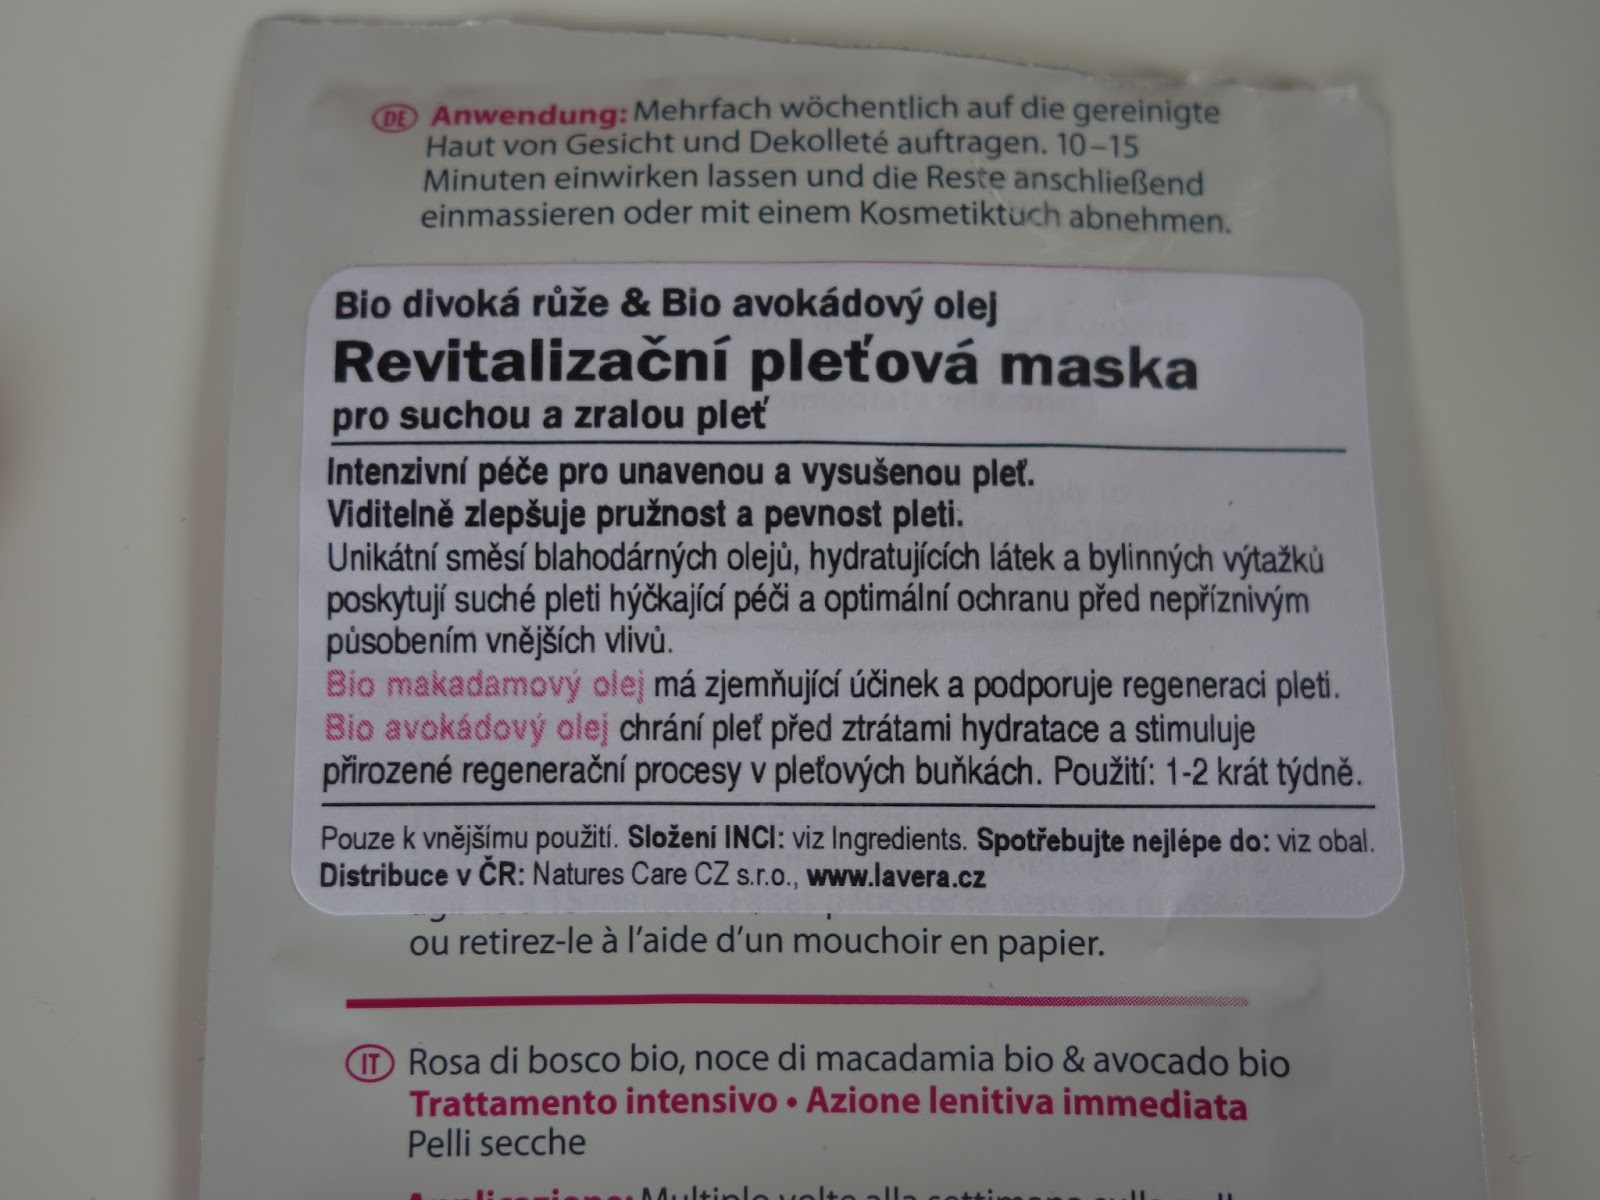 DE Anwendung: Mehrfach wöchentlich auf die gereinigte
Haut von Gesicht und Dekolleté auftragen. 10–15
Minuten einwirken lassen und die Reste anschließend
einmassieren oder mit einem Kosmetiktuch abnehmen.
Bio divoká růže & Bio avokádový olej
Revitalizační pleťová maska
pro suchou a zralou pleť
Intenzivní péče pro unavenou a vysušenou pleť.
Viditelně zlepšuje pružnost a pevnost pleti.
Unikátní směsí blahodárných olejů, hydratujících látek a bylinných výtažků
poskytují suché pleti hýčkající péči a optimální ochranu před nepříznivým
působením vnějších vlivů.
Bio makadamový olej má zjemňující účinek a podporuje regeneraci pleti.
Bio avokádový olej chrání pleť před ztrátami hydratace a stimuluje
přirozené regenerační procesy v pleťových buňkách. Použití: 1-2 krát týdně.
Pouze k vnějšímu použití. Složení INCI: viz Ingredients. Spotřebujte nejlépe do: viz obal.
Distribuce v ČR: Natures Care CZ s.r.o., www.lavera.cz
ou retirez-le à l'aide d'un mouchoir en papier.
IT Rosa di bosco bio, noce di macadamia bio & avocado bio
Trattamento intensivo • Azione lenitiva immediata
Pelli secche
Applicazione: Multiple volte alla settimana sulla